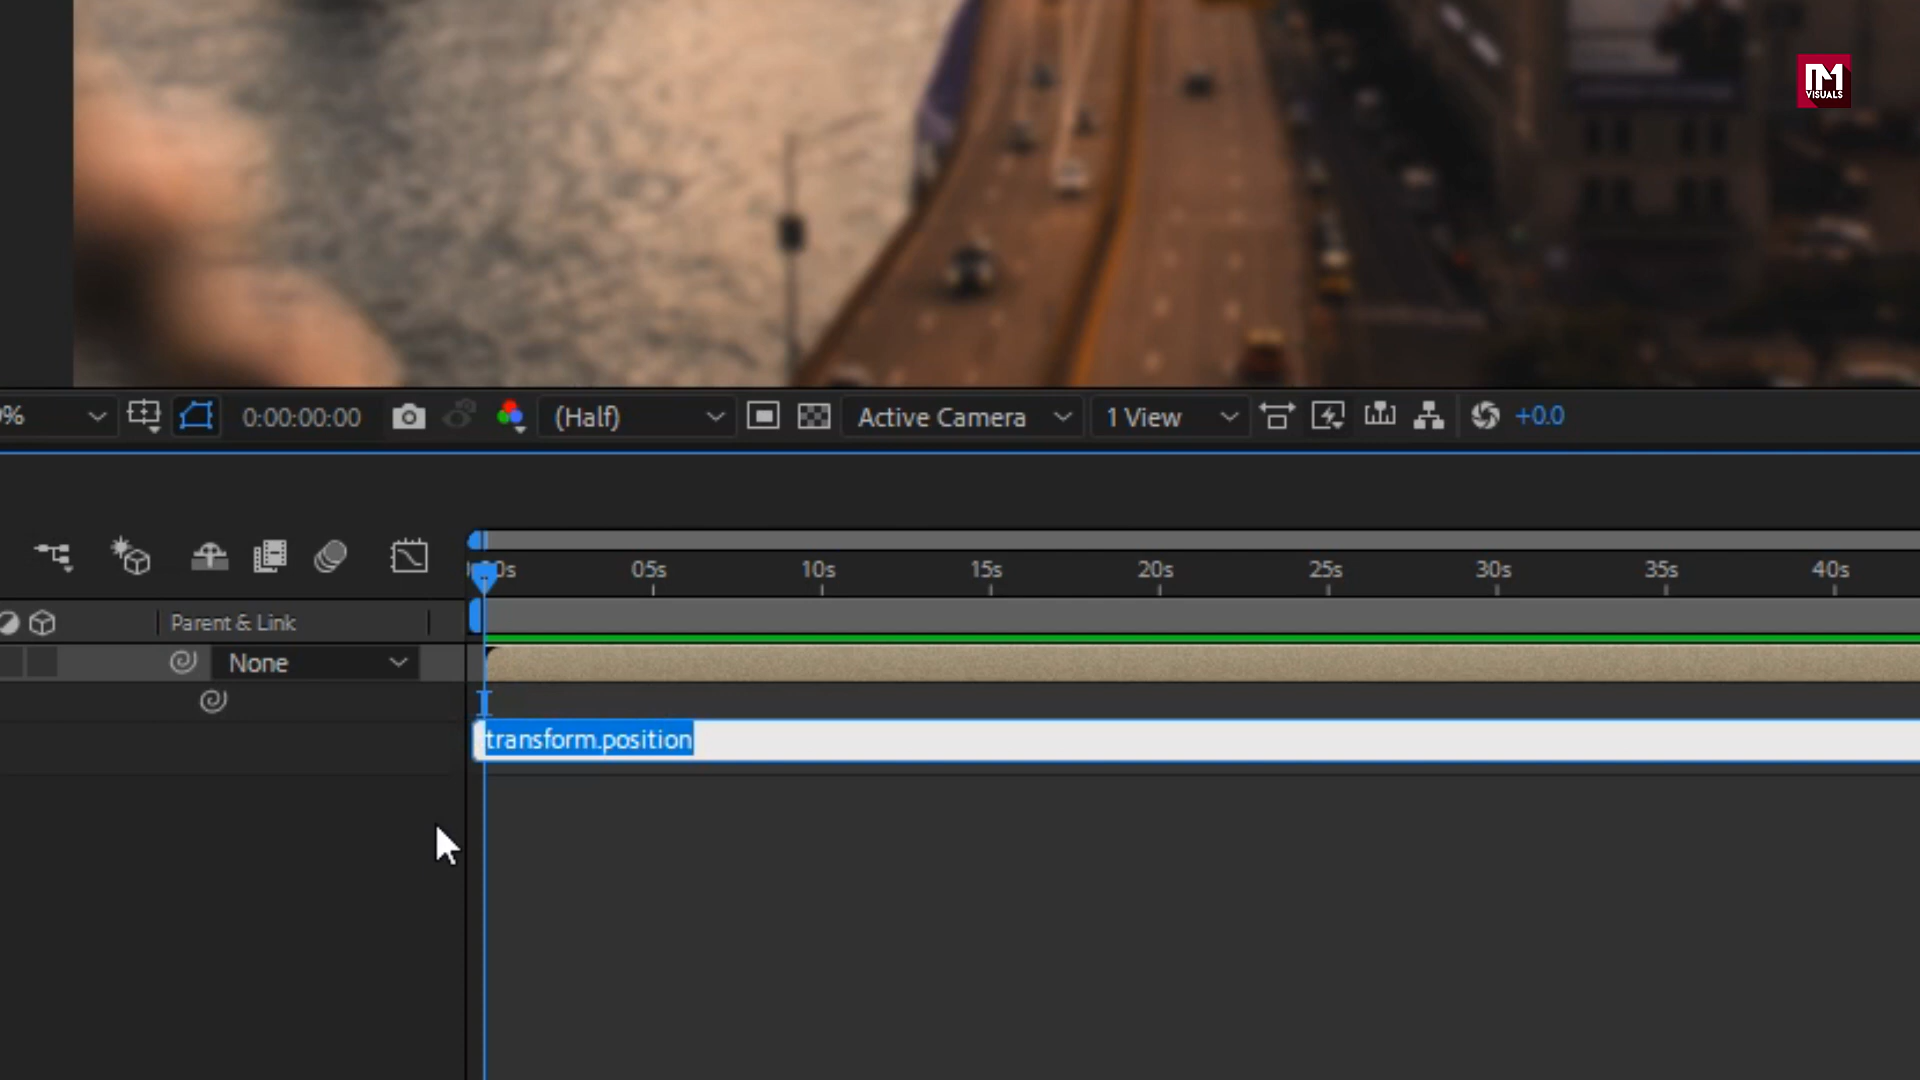 M
VISUALS
%
0:00:00:00
(Half)
Active Camera
1 View
+0.0
0s
05s
10s
15s
20s
25s
30s
35s
40s
Parent & Link
None
transform.position